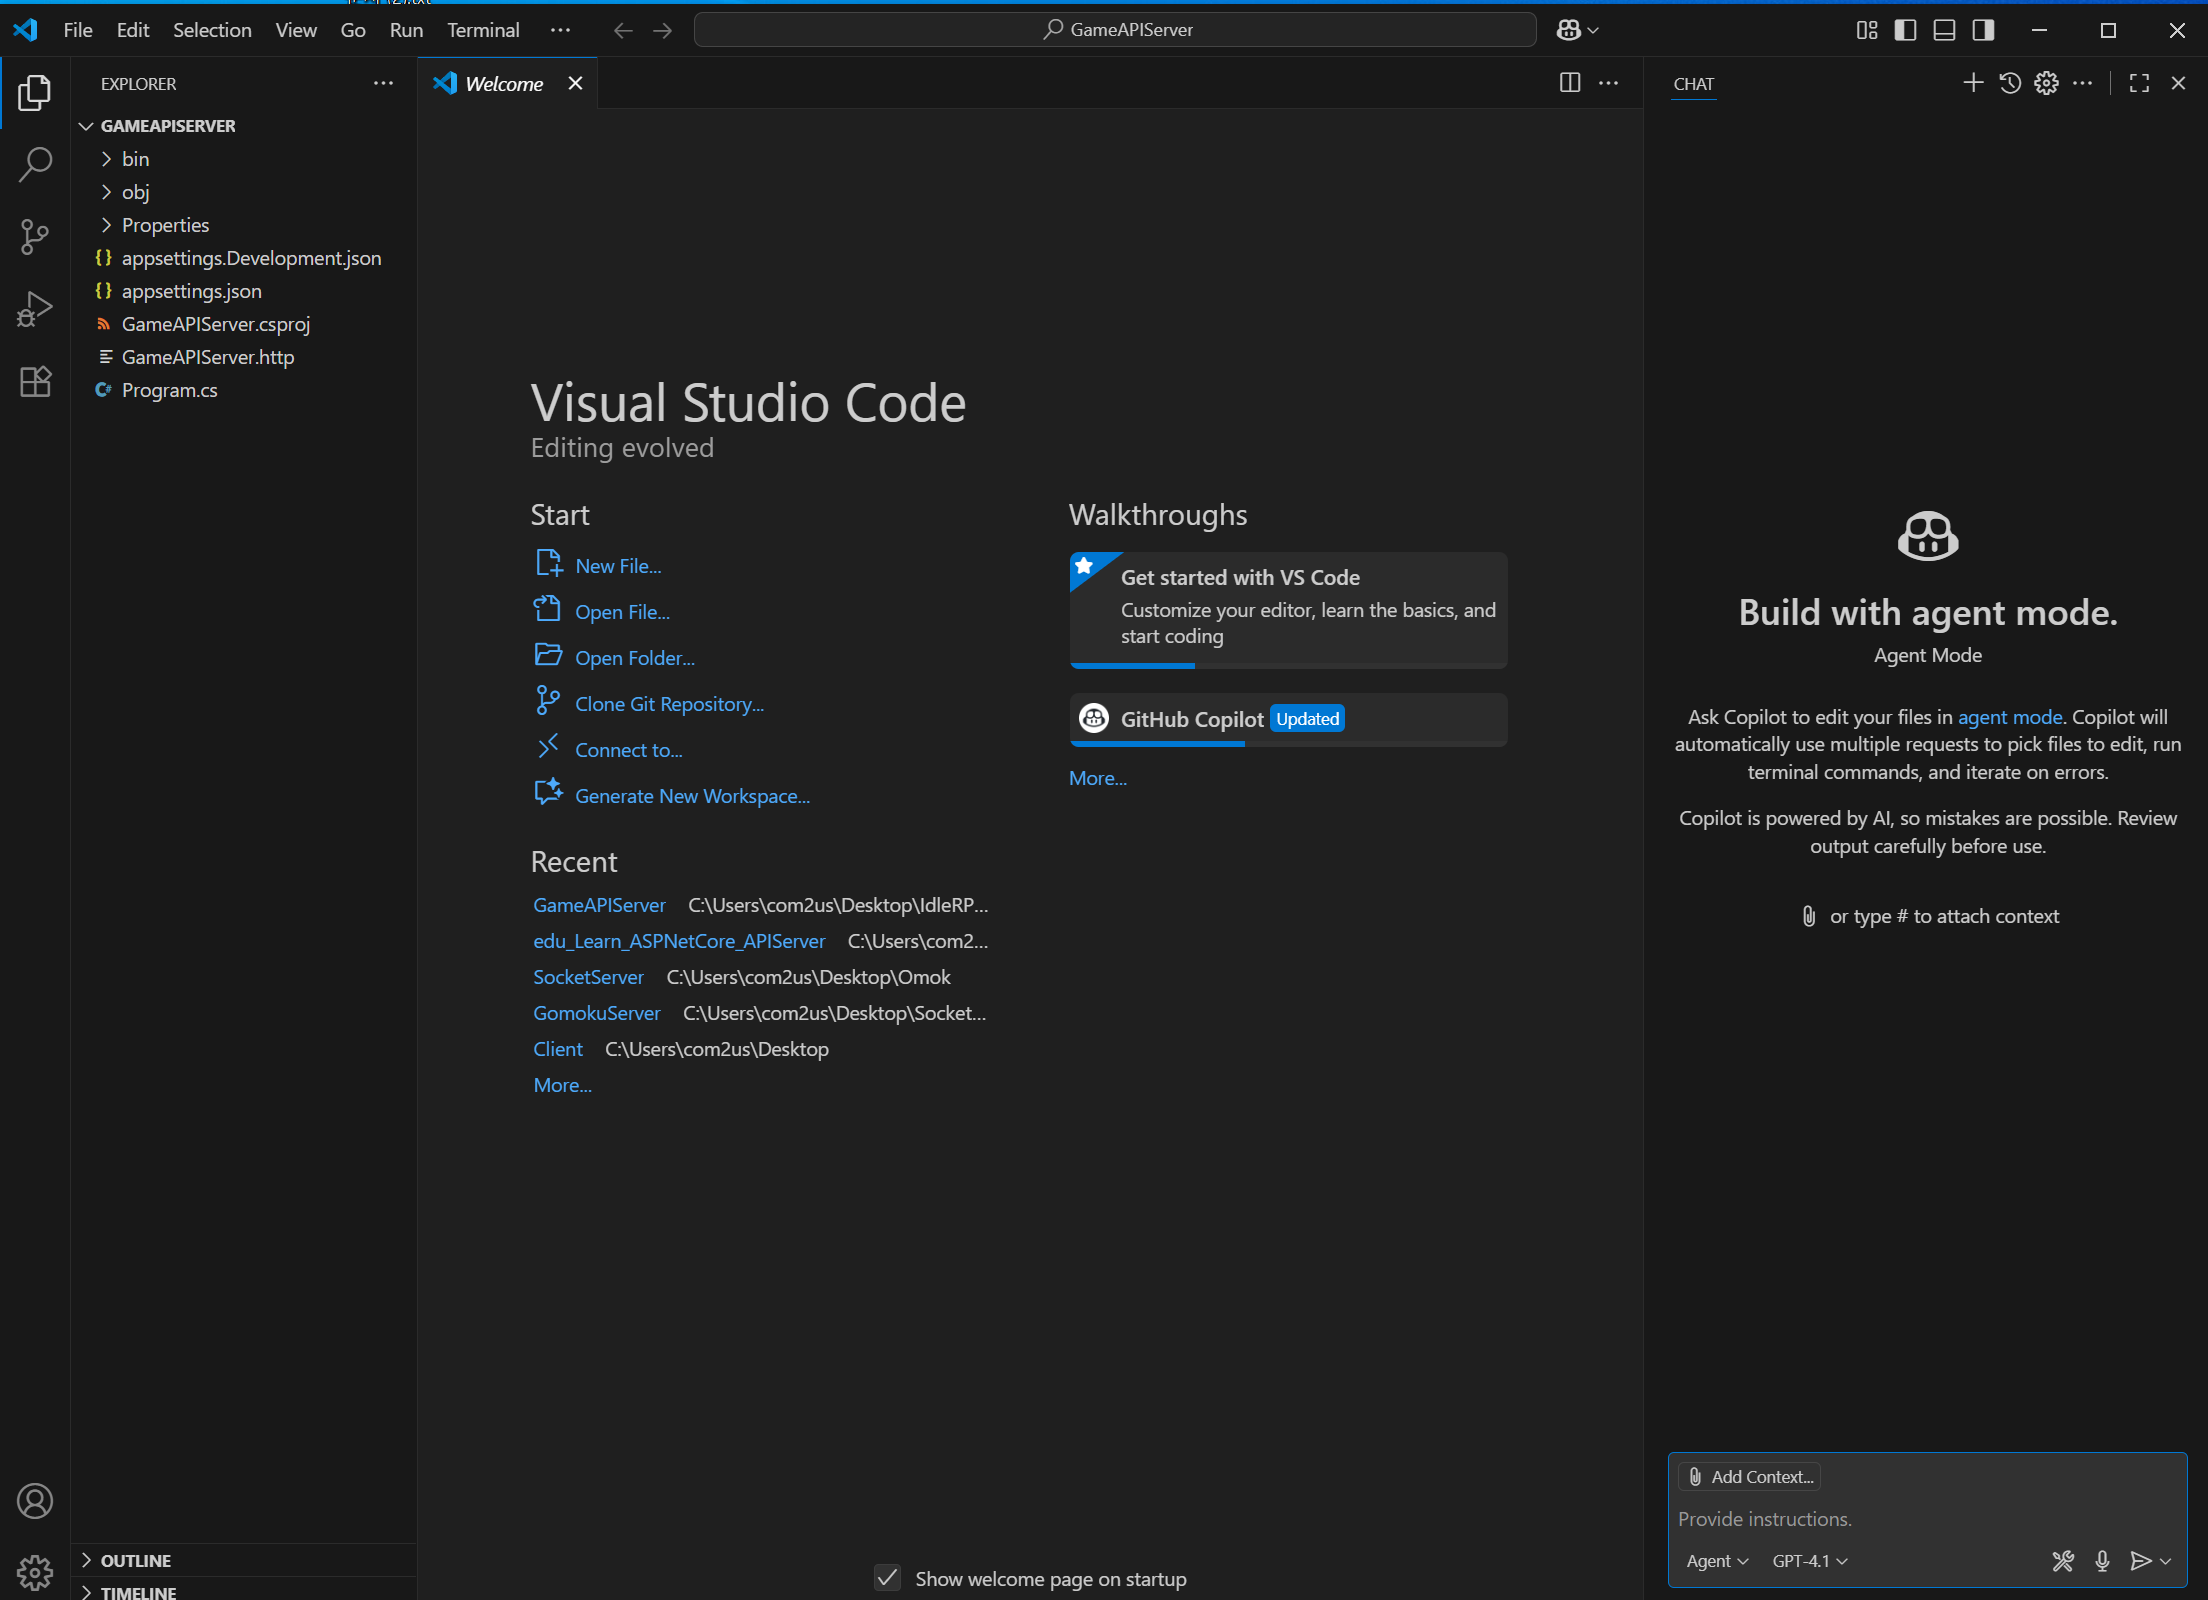 File Edit Selection View Go Run Terminal ···
GameAPIServer
EXPLORER
GAMEAPISERVER
bin
obj
Properties
appsettings.Development.json
appsettings.json
GameAPIServer.csproj
GameAPIServer.http
Program.cs
OUTLINE
TIMELINE
Welcome
Visual Studio Code
Editing evolved
Start
New File...
Open File...
Open Folder...
Clone Git Repository...
Connect to...
Generate New Workspace...
Recent
GameAPIServer C:\Users\com2us\Desktop\IdleRP...
edu_Learn_ASPNetCore_APIServer C:\Users\com2...
SocketServer C:\Users\com2us\Desktop\Omok
GomokuServer C:\Users\com2us\Desktop\Socket...
Client C:\Users\com2us\Desktop
More...
Walkthroughs
Get started with VS Code
Customize your editor, learn the basics, and
start coding
GitHub Copilot Updated
More...
Show welcome page on startup
CHAT
Build with agent mode.
Agent Mode
Ask Copilot to edit your files in agent mode. Copilot will
automatically use multiple requests to pick files to edit, run
terminal commands, and iterate on errors.
Copilot is powered by AI, so mistakes are possible. Review
output carefully before use.
or type # to attach context
Add Context...
Provide instructions.
Agent GPT-4.1